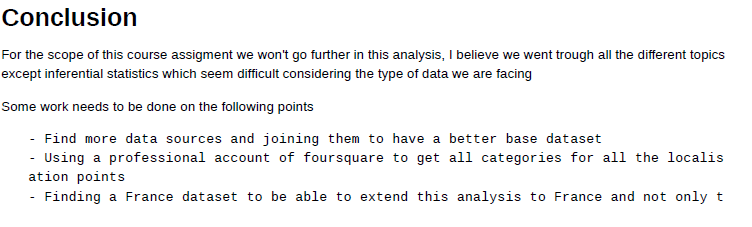 Conclusion
For the scope of this course assigment we won't go further in this analysis, I believe we went trough all the different topics
except inferential statistics which seem difficult considering the type of data we are facing
Some work needs to be done on the following points
- Find more data sources and joining them to have a better base dataset
- Using a professional account of foursquare to get all categories for all the localis
ation points
- Finding a France dataset to be able to extend this analysis to France and not only t